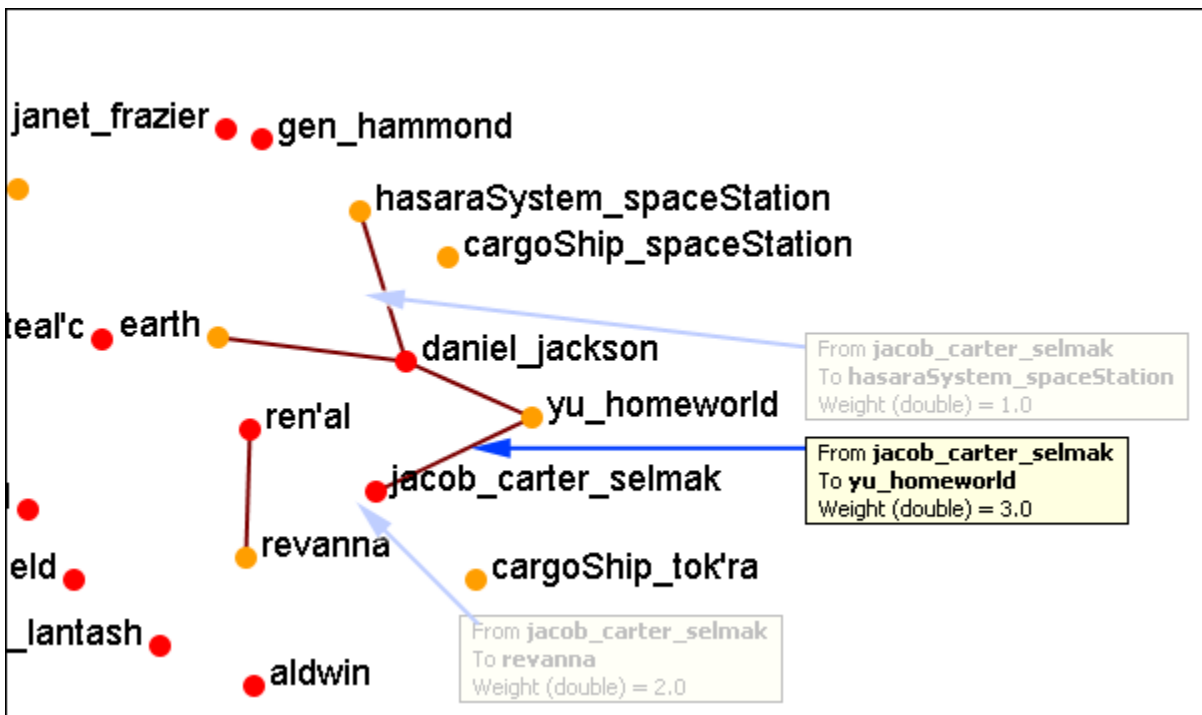 janet_frazier
gen_hammond
hasaraSystem_spaceStation
cargoShip_spaceStation
teal'c
earth
daniel_jackson
From jacob_carter_selmak
To hasaraSystem_spaceStation
Weight (double) = 1.0
yu_homeworld
ren'al
From jacob_carter_selmak
To yu_homeworld
Weight (double) = 3.0
jacob_carter_selmak
revanna
eld
cargoShip_tok'ra
_lantash
From jacob_carter_selmak
To revanna
Weight (double) = 2.0
aldwin